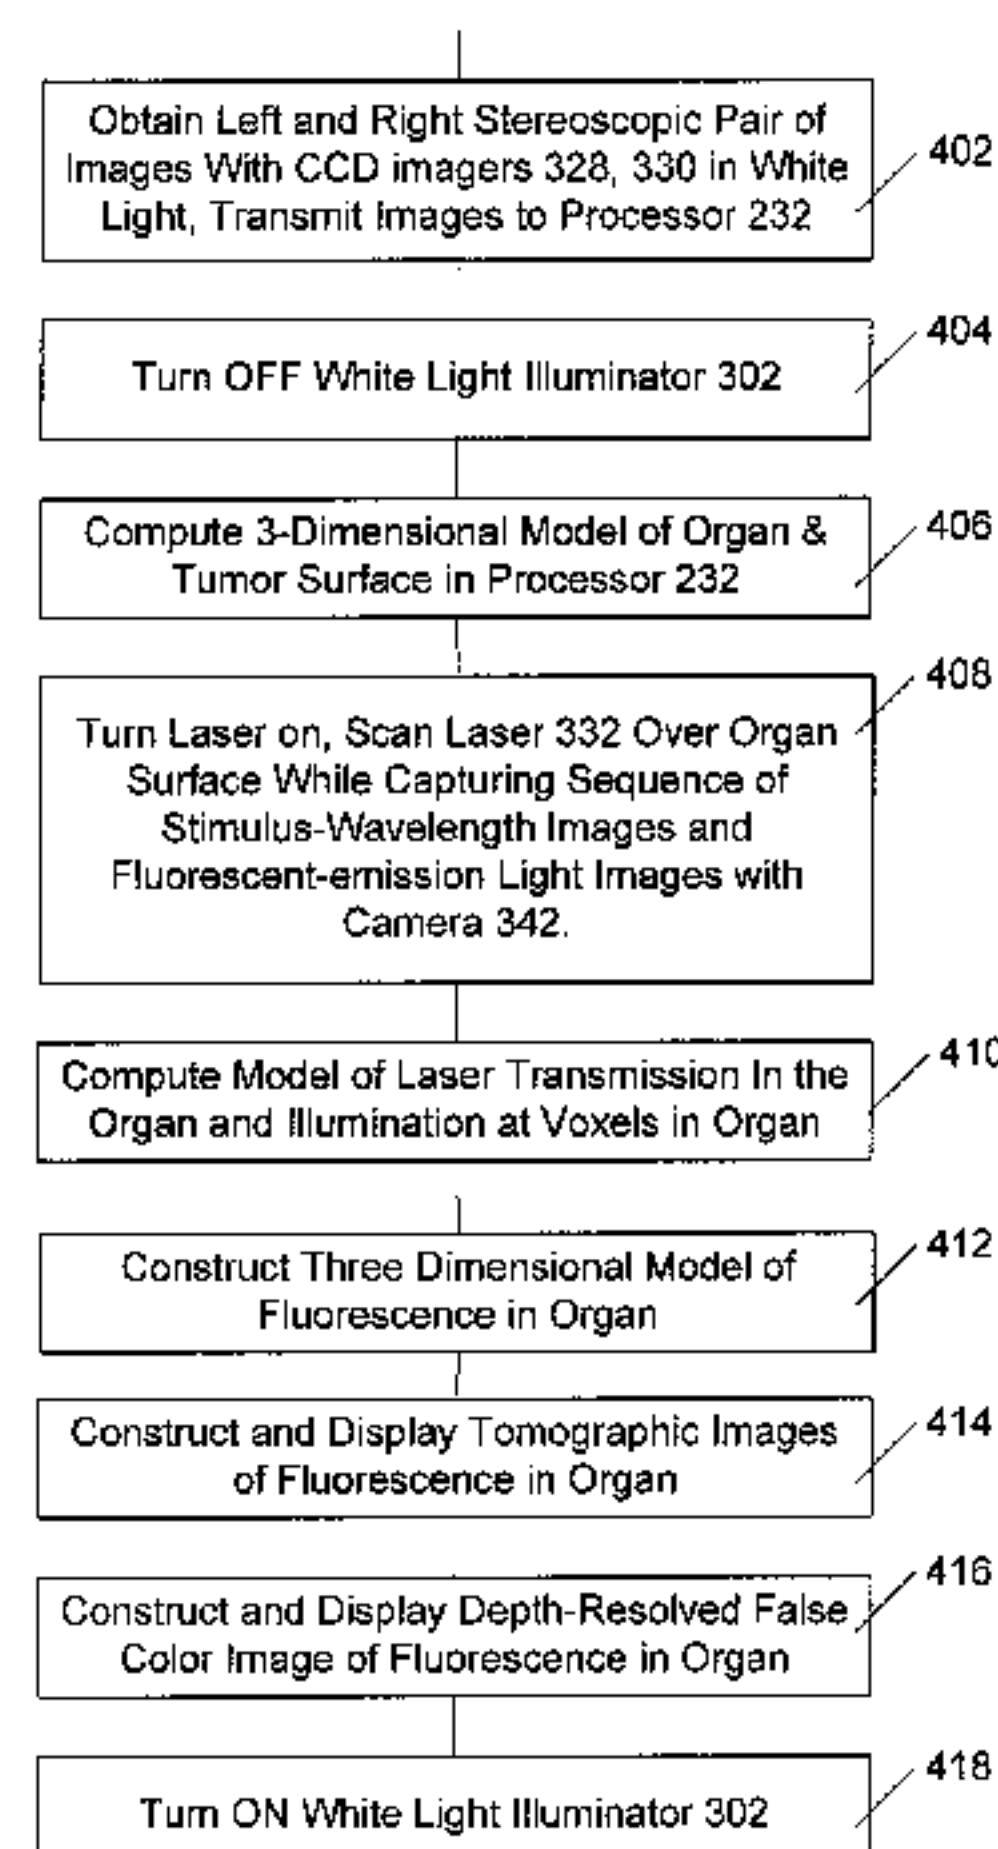 Obtain Left and Right Stereoscopic Pair of
Images With CCD imagers 328, 330 in White
Light, Transmit Images to Processor 232
402
Turn OFF White Light Illuminator 302
404
Compute 3-Dimensional Model of Organ &
Tumor Surface in Processor 232
406
Turn Laser on, Scan Laser 332 Over Organ
Surface While Capturing Sequence of
Stimulus-Wavelength Images and
Fluorescent-emission Light Images with
Camera 342.
408
Compute Model of Laser Transmission In the
Organ and Illumination at Voxels in Organ
410
Construct Three Dimensional Model of
Fluorescence in Organ
412
Construct and Display Tomographic Images
of Fluorescence in Organ
414
Construct and Display Depth-Resolved False
Color Image of Fluorescence in Organ
416
Turn ON White Light Illuminator 302
418